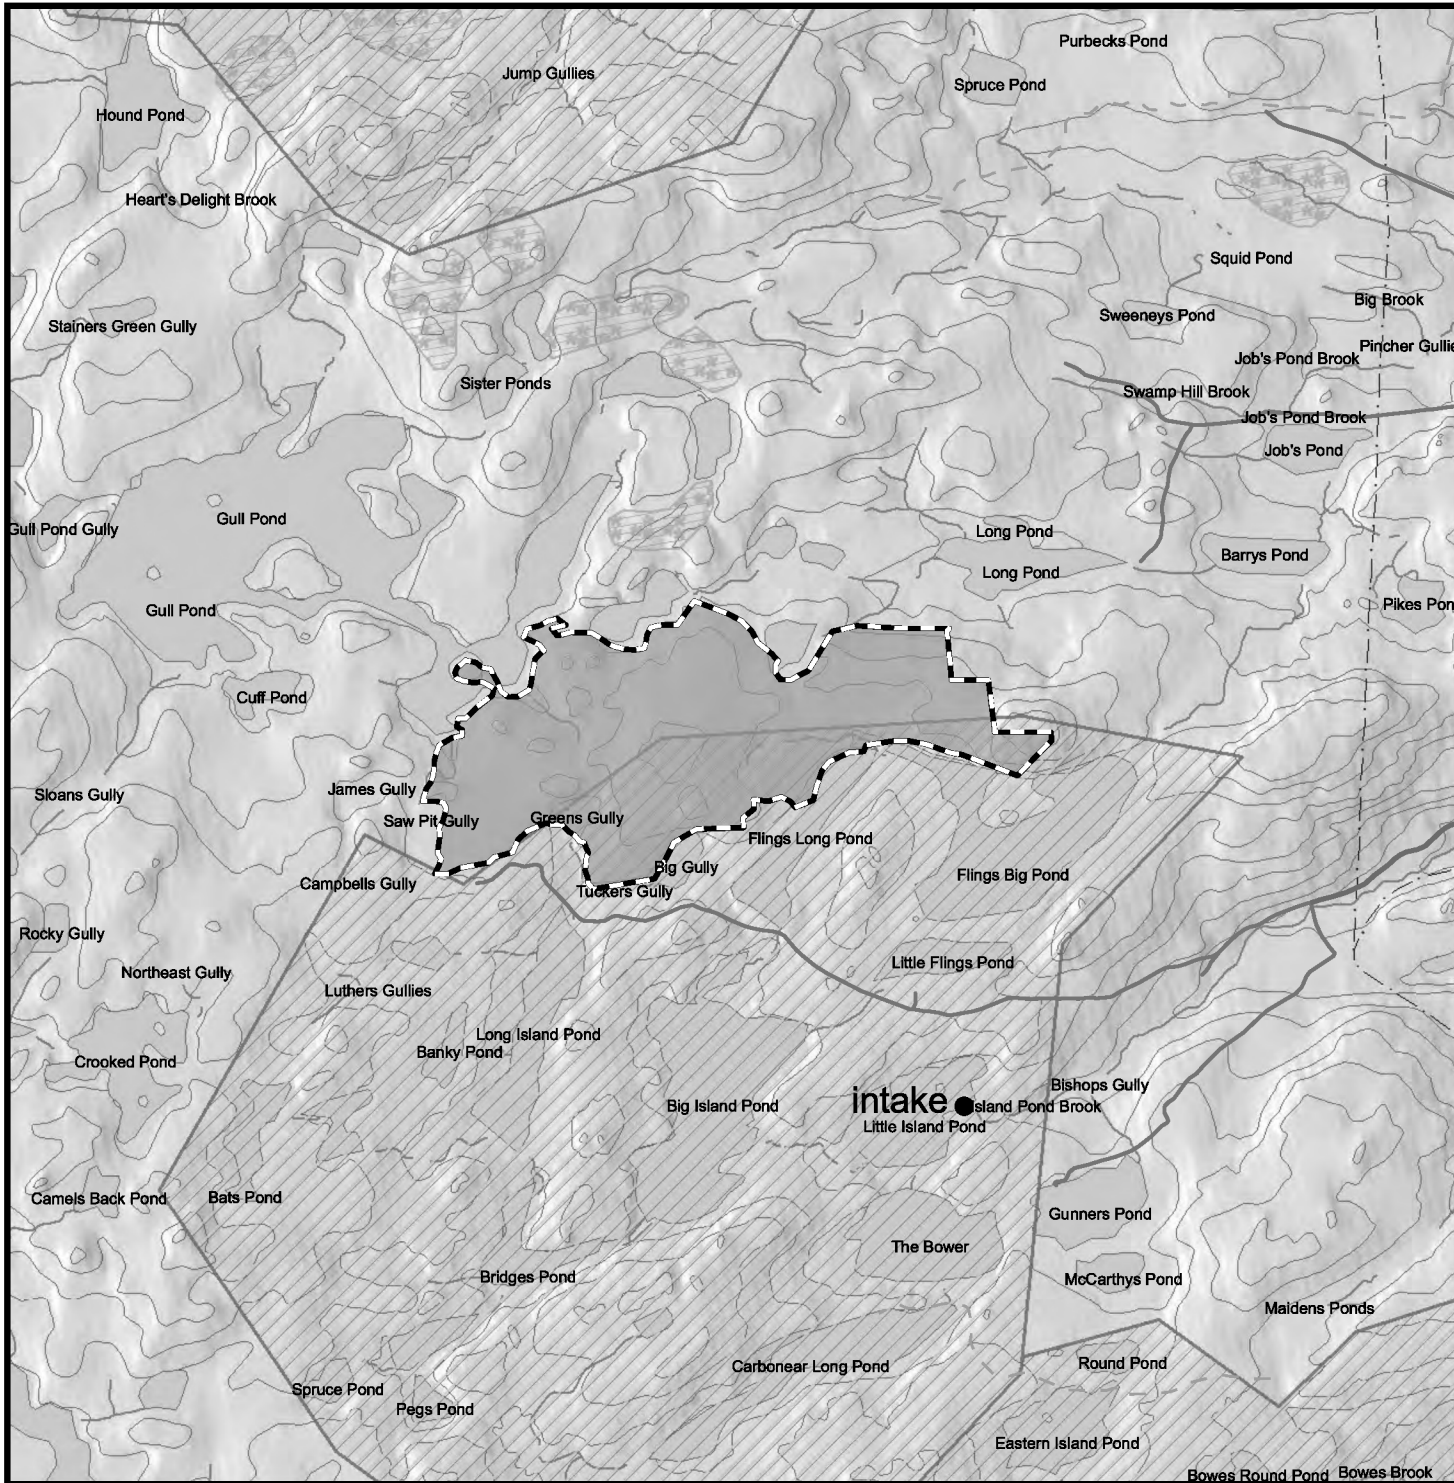 Purbecks Pond
Jump Gullies
Spruce Pond
Hound Pond
Heart's Delight Brook
Squid Pond
Big Brook
Sweeneys Pond
Stainers Green Gully
Pincher Gullie
Job's Pond Brook
Sister Ponds
Swamp Hill Brook
Job's Pond Brook
Job's Pond
Gull Pond
Gull Pond Gully
Long Pond
Barrys Pond
Long Pond
Gull Pond
Pikes Pon
Cuff Pond
James Gully
Sloans Gully
Saw Pit Gully
Greens Gully
Flings Long Pond
Big Gully
Flings Big Pond
Campbells Gully
Tuckers Gully
Rocky Gully
Little Flings Pond
Northeast Gully
Luthers Gullies
Long Island Pond
Banky Pond
Crooked Pond
Bishops Gully
intake
Big Island Pond
Island Pond Brook
Little Island Pond
Camels Back Pond
Bats Pond
Gunners Pond
The Bower
Bridges Pond
McCarthys Pond
Maidens Ponds
Round Pond
Carbonear Long Pond
Spruce Pond
Pegs Pond
Eastern Island Pond
Bowes Round Pond
Bowes Brook